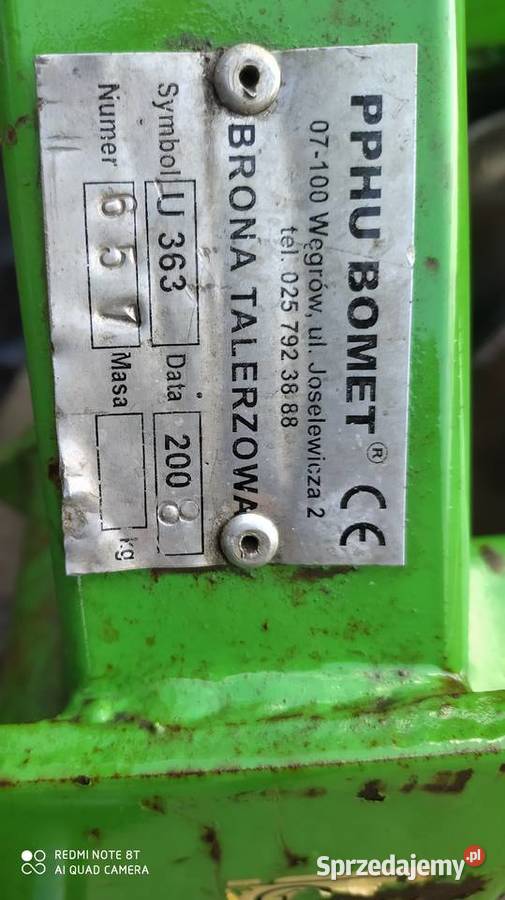 PPHU BOMET ® CE
07-100 Węgrów, ul. Joselewicza 2
tel. 025 792 38 88
BRONA TALERZOWA
Symbol U 363 Data 2008
Numer 657 Masa kg
REDMI NOTE 8T
AI QUAD CAMERA
Sprzedajemy.pl